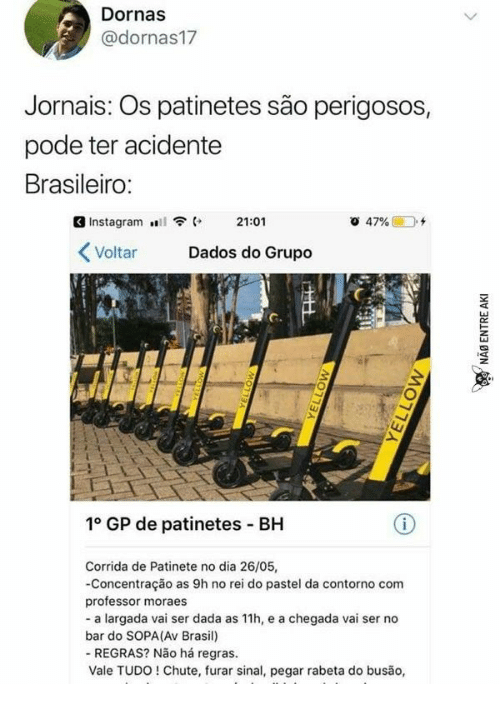 Dornas
@dornas17
Jornais: Os patinetes são perigosos,
pode ter acidente
Brasileiro:
Instagram 21:01 47%
Voltar Dados do Grupo
YELLOW YELLOW YELLOW
NÃO ENTRE AKI
1º GP de patinetes - BH
Corrida de Patinete no dia 26/05,
-Concentração as 9h no rei do pastel da contorno com
professor moraes
- a largada vai ser dada as 11h, e a chegada vai ser no
bar do SOPA(Av Brasil)
- REGRAS? Não há regras.
Vale TUDO ! Chute, furar sinal, pegar rabeta do busão,